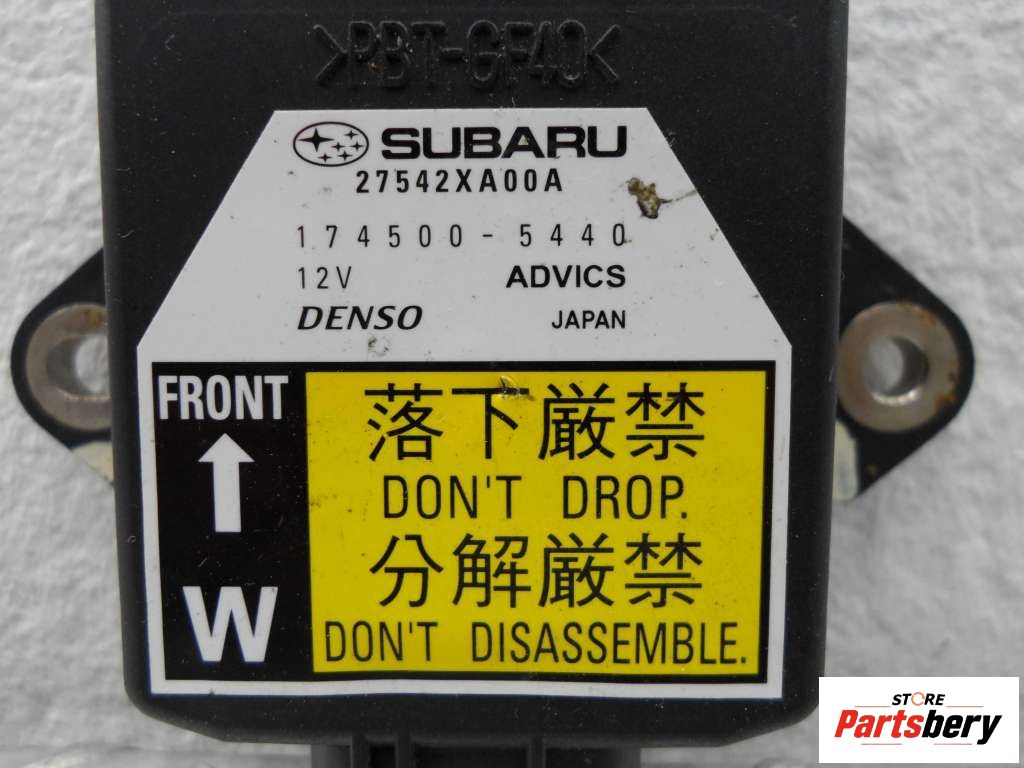 >PBT-GF40<
SUBARU
27542XA00A
174500-5440
12V ADVICS
DENSO JAPAN
FRONT
落下厳禁
DON'T DROP.
分解厳禁
W
DON'T DISASSEMBLE.
STORE
Partsbery